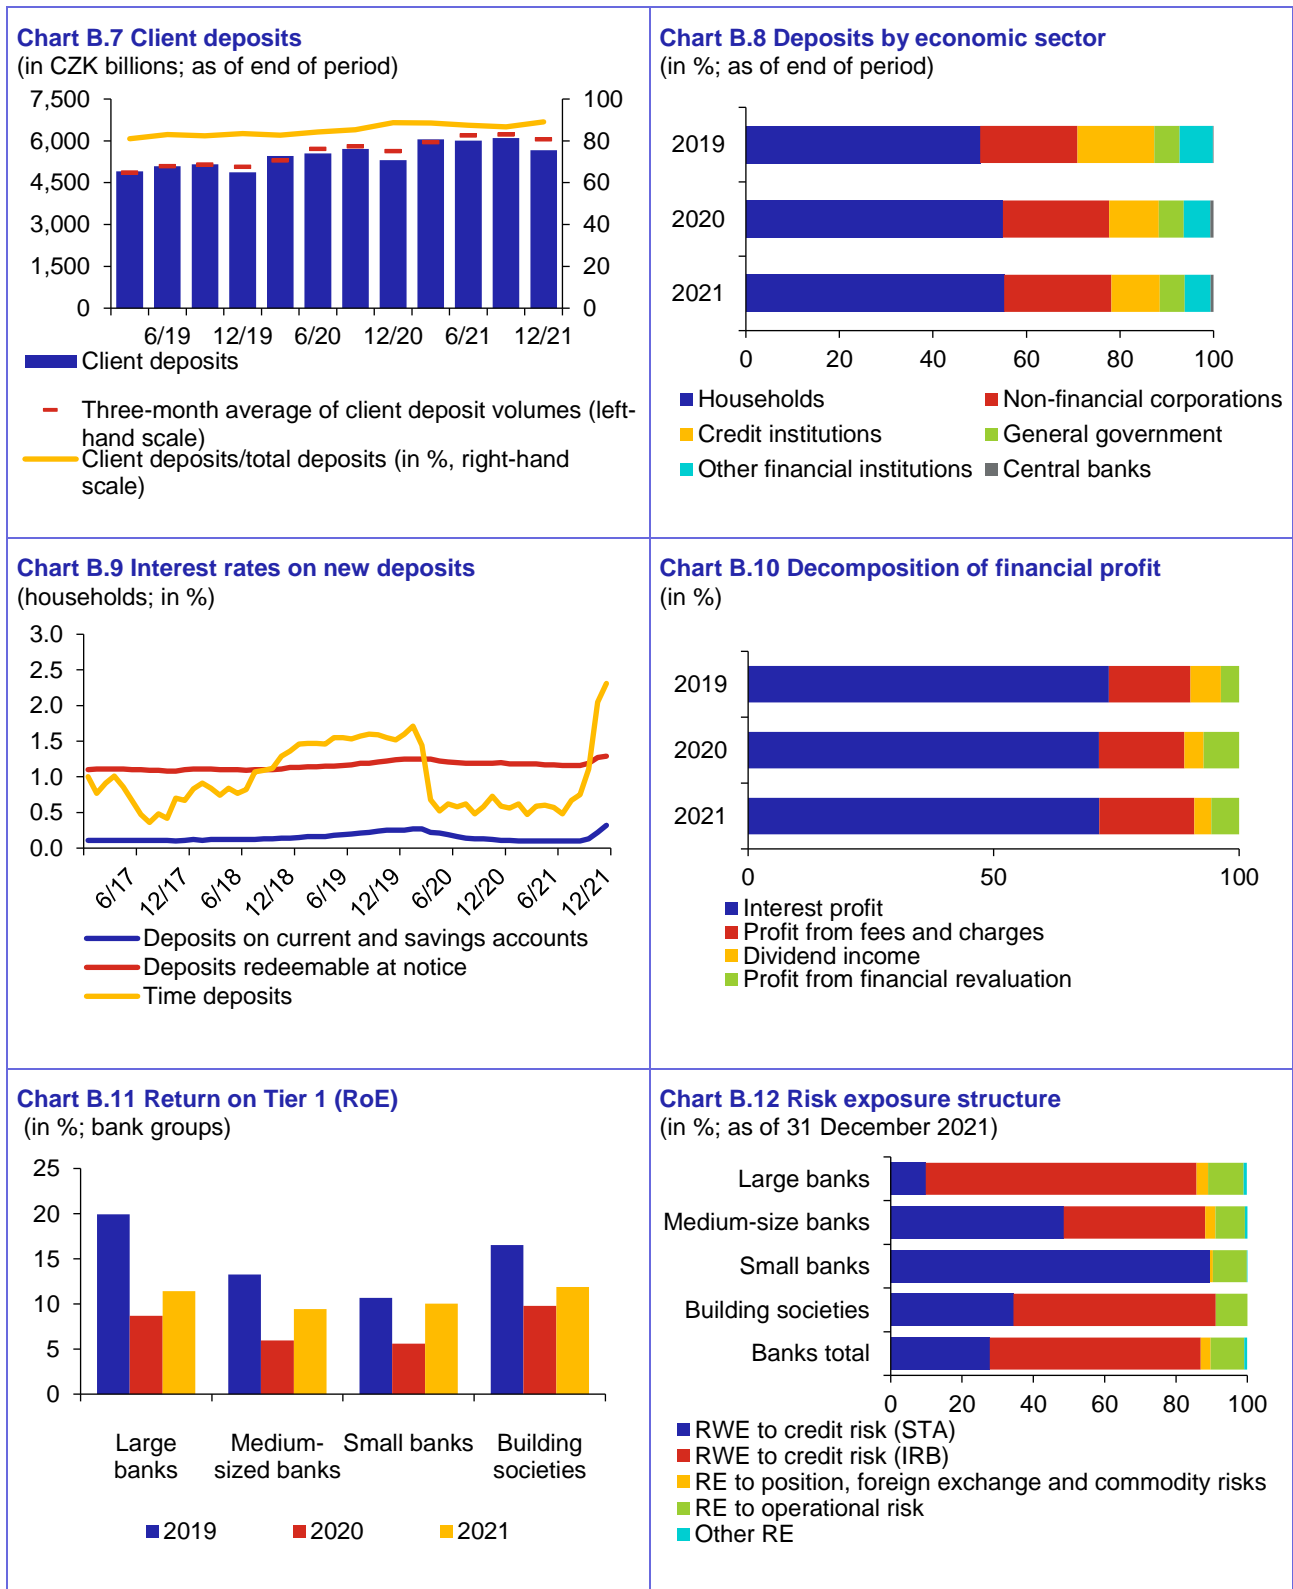 Chart B.7 Client deposits
(in CZK billions; as of end of period)
7,500
6,000
4,500
3,000
1,500
0
100
80
60
40
20
0
6/19 12/19 6/20 12/20 6/21 12/21
Client deposits
Three-month average of client deposit volumes (left-
hand scale)
Client deposits/total deposits (in %, right-hand
scale)
Chart B.8 Deposits by economic sector
(in %; as of end of period)
2019
2020
2021
0 20 40 60 80 100
Households
Non-financial corporations
Credit institutions
General government
Other financial institutions
Central banks
Chart B.9 Interest rates on new deposits
(households; in %)
3.0
2.5
2.0
1.5
1.0
0.5
0.0
6/17 12/17 6/18 12/18 6/19 12/19 6/20 12/20 6/21 12/21
Deposits on current and savings accounts
Deposits redeemable at notice
Time deposits
Chart B.10 Decomposition of financial profit
(in %)
2019
2020
2021
0 50 100
Interest profit
Profit from fees and charges
Dividend income
Profit from financial revaluation
Chart B.11 Return on Tier 1 (RoE)
(in %; bank groups)
25
20
15
10
5
0
Large
banks
Medium-
sized banks
Small banks
Building
societies
2019 2020 2021
Chart B.12 Risk exposure structure
(in %; as of 31 December 2021)
Large banks
Medium-size banks
Small banks
Building societies
Banks total
0 20 40 60 80 100
RWE to credit risk (STA)
RWE to credit risk (IRB)
RE to position, foreign exchange and commodity risks
RE to operational risk
Other RE